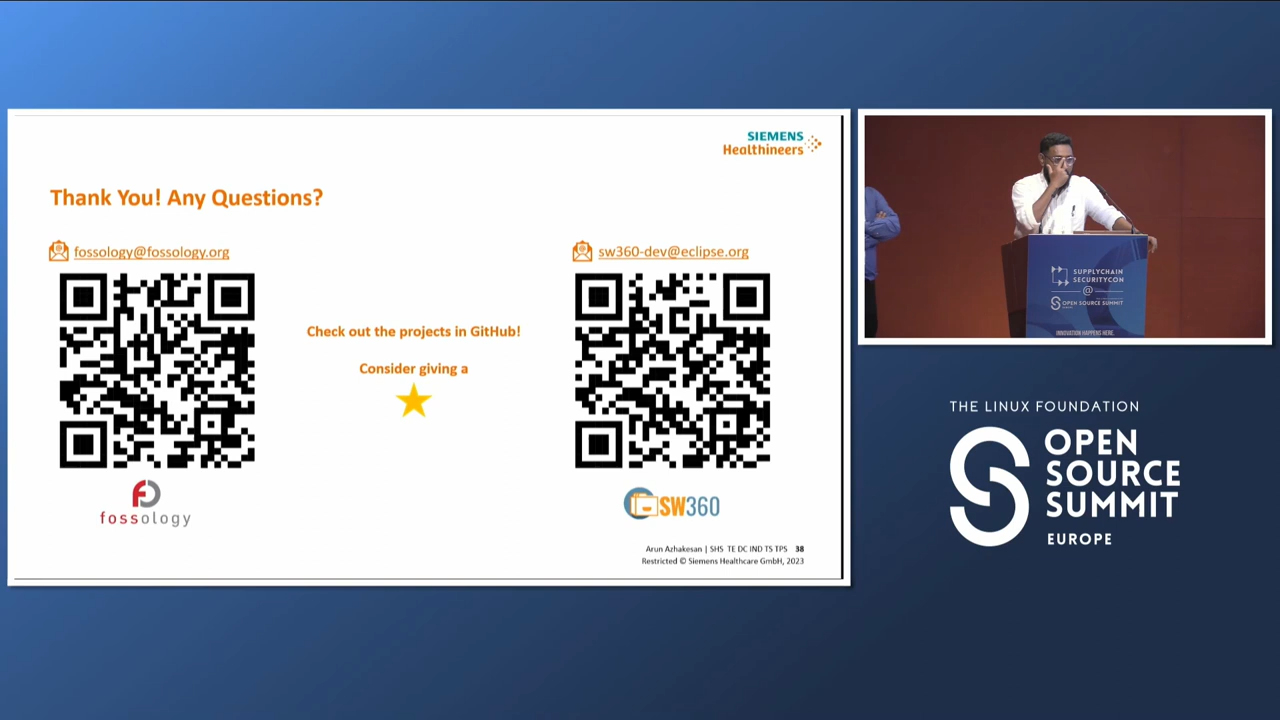 SIEMENS
Healthineers
Thank You! Any Questions?
fossology@fossology.org
sw360-dev@eclipse.org
Check out the projects in GitHub!
Consider giving a
fossology
SW360
Arun Azhakesan | SHS TE DC IND TS TPS 38
Restricted © Siemens Healthcare GmbH, 2023
SUPPLYCHAIN
SECURITYCON
@
OPEN SOURCE SUMMIT
INNOVATION HAPPENS HERE.
THE LINUX FOUNDATION
OPEN
SOURCE
SUMMIT
EUROPE